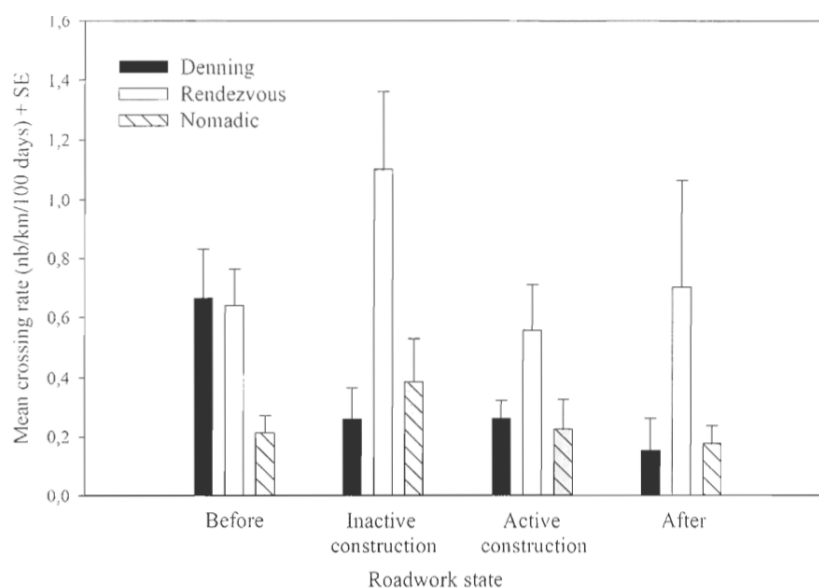 Mean crossing rate (nb/km/100 days) + SE
1,6
1,4
1,2
1,0
0,8
0,6
0,4
0,2
0,0
Denning
Rendezvous
Nomadic
Before
Inactive
construction
Active
construction
After
Roadwork state